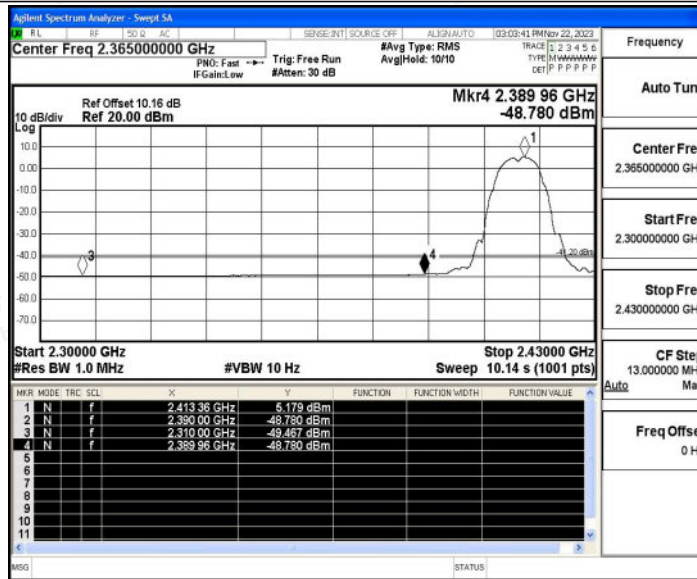 Agilent Spectrum Analyzer - Swept SA
RL RF 50 Ω AC SENSE:INT SOURCE OFF ALIGN AUTO 03:03:41 PM Nov 22, 2023
Center Freq 2.365000000 GHz
#Avg Type: RMS
TRACE 1 2 3 4 5 6
PNO: Fast Trig: Free Run
Avg|Hold: 10/10
TYPE MWWWWW
IFGain:Low #Atten: 30 dB
DET P P P P P P
Frequency
Auto Tun
Mkr4 2.389 96 GHz
-48.780 dBm
Ref Offset 10.16 dB
10 dB/div Ref 20.00 dBm
Log
10.0
0.00
-10.0
-20.0
-30.0
-40.0
-50.0
-60.0
-70.0
1
3
4
-41.20 dBm
Start 2.30000 GHz Stop 2.43000 GHz
#Res BW 1.0 MHz #VBW 10 Hz Sweep 10.14 s (1001 pts)
Center Fre
2.365000000 GH
Start Fre
2.300000000 GH
Stop Fre
2.430000000 GH
CF Ste
13.000000 MH
Auto Ma
Freq Offse
0 H
MKR MODE TRC SCL X Y FUNCTION FUNCTION WIDTH FUNCTION VALUE
1 N f 2.413 36 GHz 5.179 dBm
2 N f 2.390 00 GHz -48.780 dBm
3 N f 2.310 00 GHz -49.467 dBm
4 N f 2.389 96 GHz -48.780 dBm
5
6
7
8
9
10
11
MSG STATUS